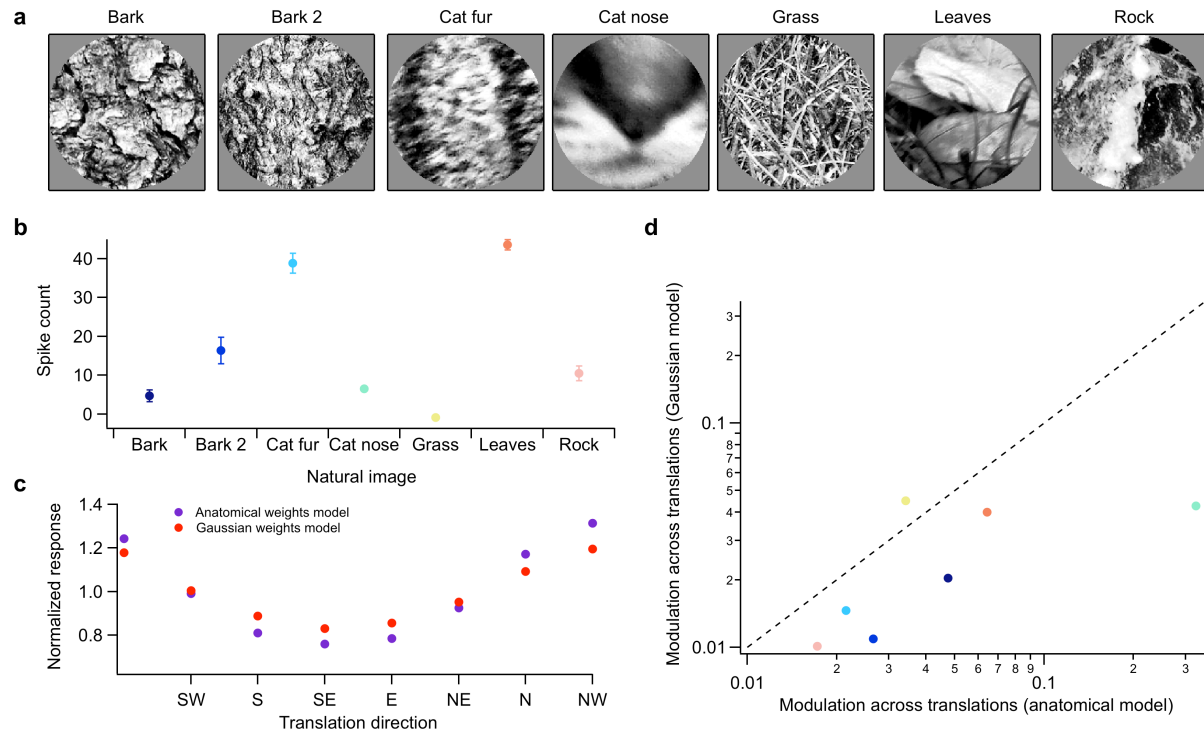 a
Bark Bark 2 Cat fur Cat nose Grass Leaves Rock
b
Spike count
40
30
20
10
0
Bark Bark 2 Cat fur Cat nose Grass Leaves Rock
Natural image
c
Normalized response
1.4
1.2
1.0
0.8
Anatomical weights model
Gaussian weights model
SW S SE E NE N NW
Translation direction
d
Modulation across translations (Gaussian model)
3
2
0.1
8
7
6
5
4
3
2
0.01
2 3 4 5 6 7 8 9 2 3
0.01 0.1
Modulation across translations (anatomical model)